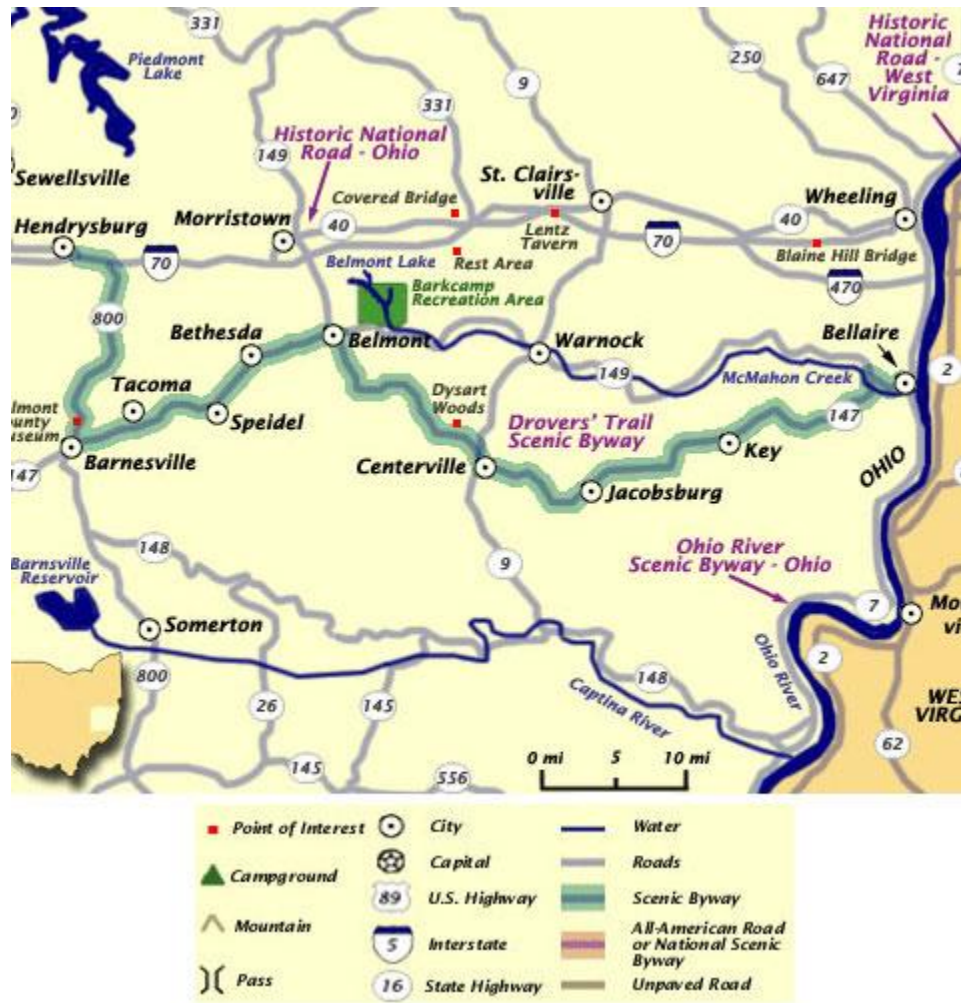 331
Piedmont
Lake
9
250
647
Historic
National
Road -
West
Virginia
7
331
149
Historic National
Road - Ohio
Sewellsville
St. Clairs-
ville
Covered Bridge
Wheeling
Hendrysburg
Morristown
40
Lentz
Tavern
40
70
70
Blaine Hill Bridge
Belmont Lake
Rest Area
Barkcamp
Recreation Area
470
800
Bethesda
Belmont
Warnock
Bellaire
149
McMahon Creek
2
Tacoma
Dysart
Woods
Drovers' Trail
Scenic Byway
147
Speidel
Barnesville
Centerville
Key
OHIO
147
Jacobsburg
148
Barnsville
Reservoir
9
Ohio River
Scenic Byway - Ohio
7
Somerton
2
800
Ohio River
148
26
145
Captina River
62
145
556
0 mi 5 10 mi
Point of Interest
City
Water
Campground
Capital
Roads
89
U.S. Highway
Scenic Byway
Mountain
5
Interstate
All-American Road
or National Scenic
Byway
Pass
16
State Highway
Unpaved Road